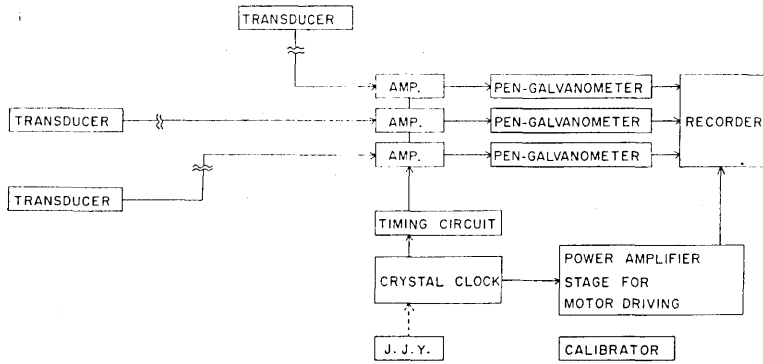 TRANSDUCER
AMP.
PEN-GALVANOMETER
TRANSDUCER
AMP.
PEN-GALVANOMETER
RECORDER
AMP.
PEN-GALVANOMETER
TRANSDUCER
TIMING CIRCUIT
CRYSTAL CLOCK
POWER AMPLIFIER
STAGE FOR
MOTOR DRIVING
J. J. Y.
CALIBRATOR